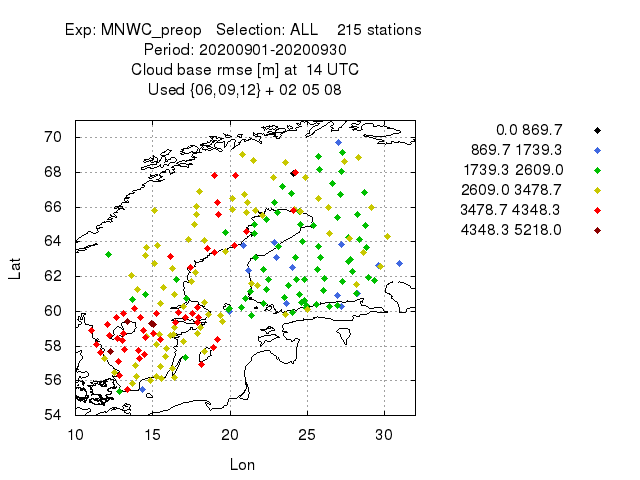 Exp: MNWC_preop   Selection: ALL    215 stations
Period: 20200901-20200930
Cloud base rmse [m] at  14 UTC
Used {06,09,12} + 02 05 08
0.0 869.7
869.7 1739.3
1739.3 2609.0
2609.0 3478.7
3478.7 4348.3
4348.3 5218.0
70
68
66
64
62
60
58
56
54
Lat
10 15 20 25 30
Lon